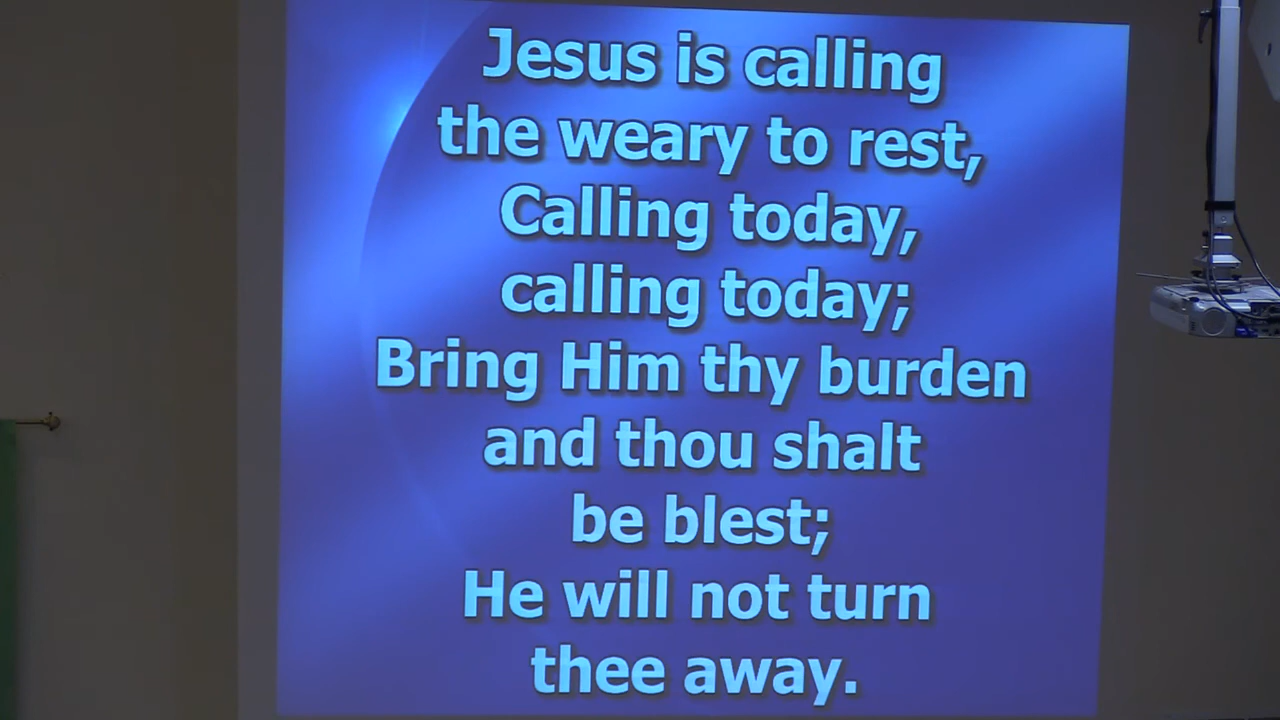 Jesus is calling
the weary to rest,
Calling today,
calling today;
Bring Him thy burden
and thou shalt
be blest;
He will not turn
thee away.